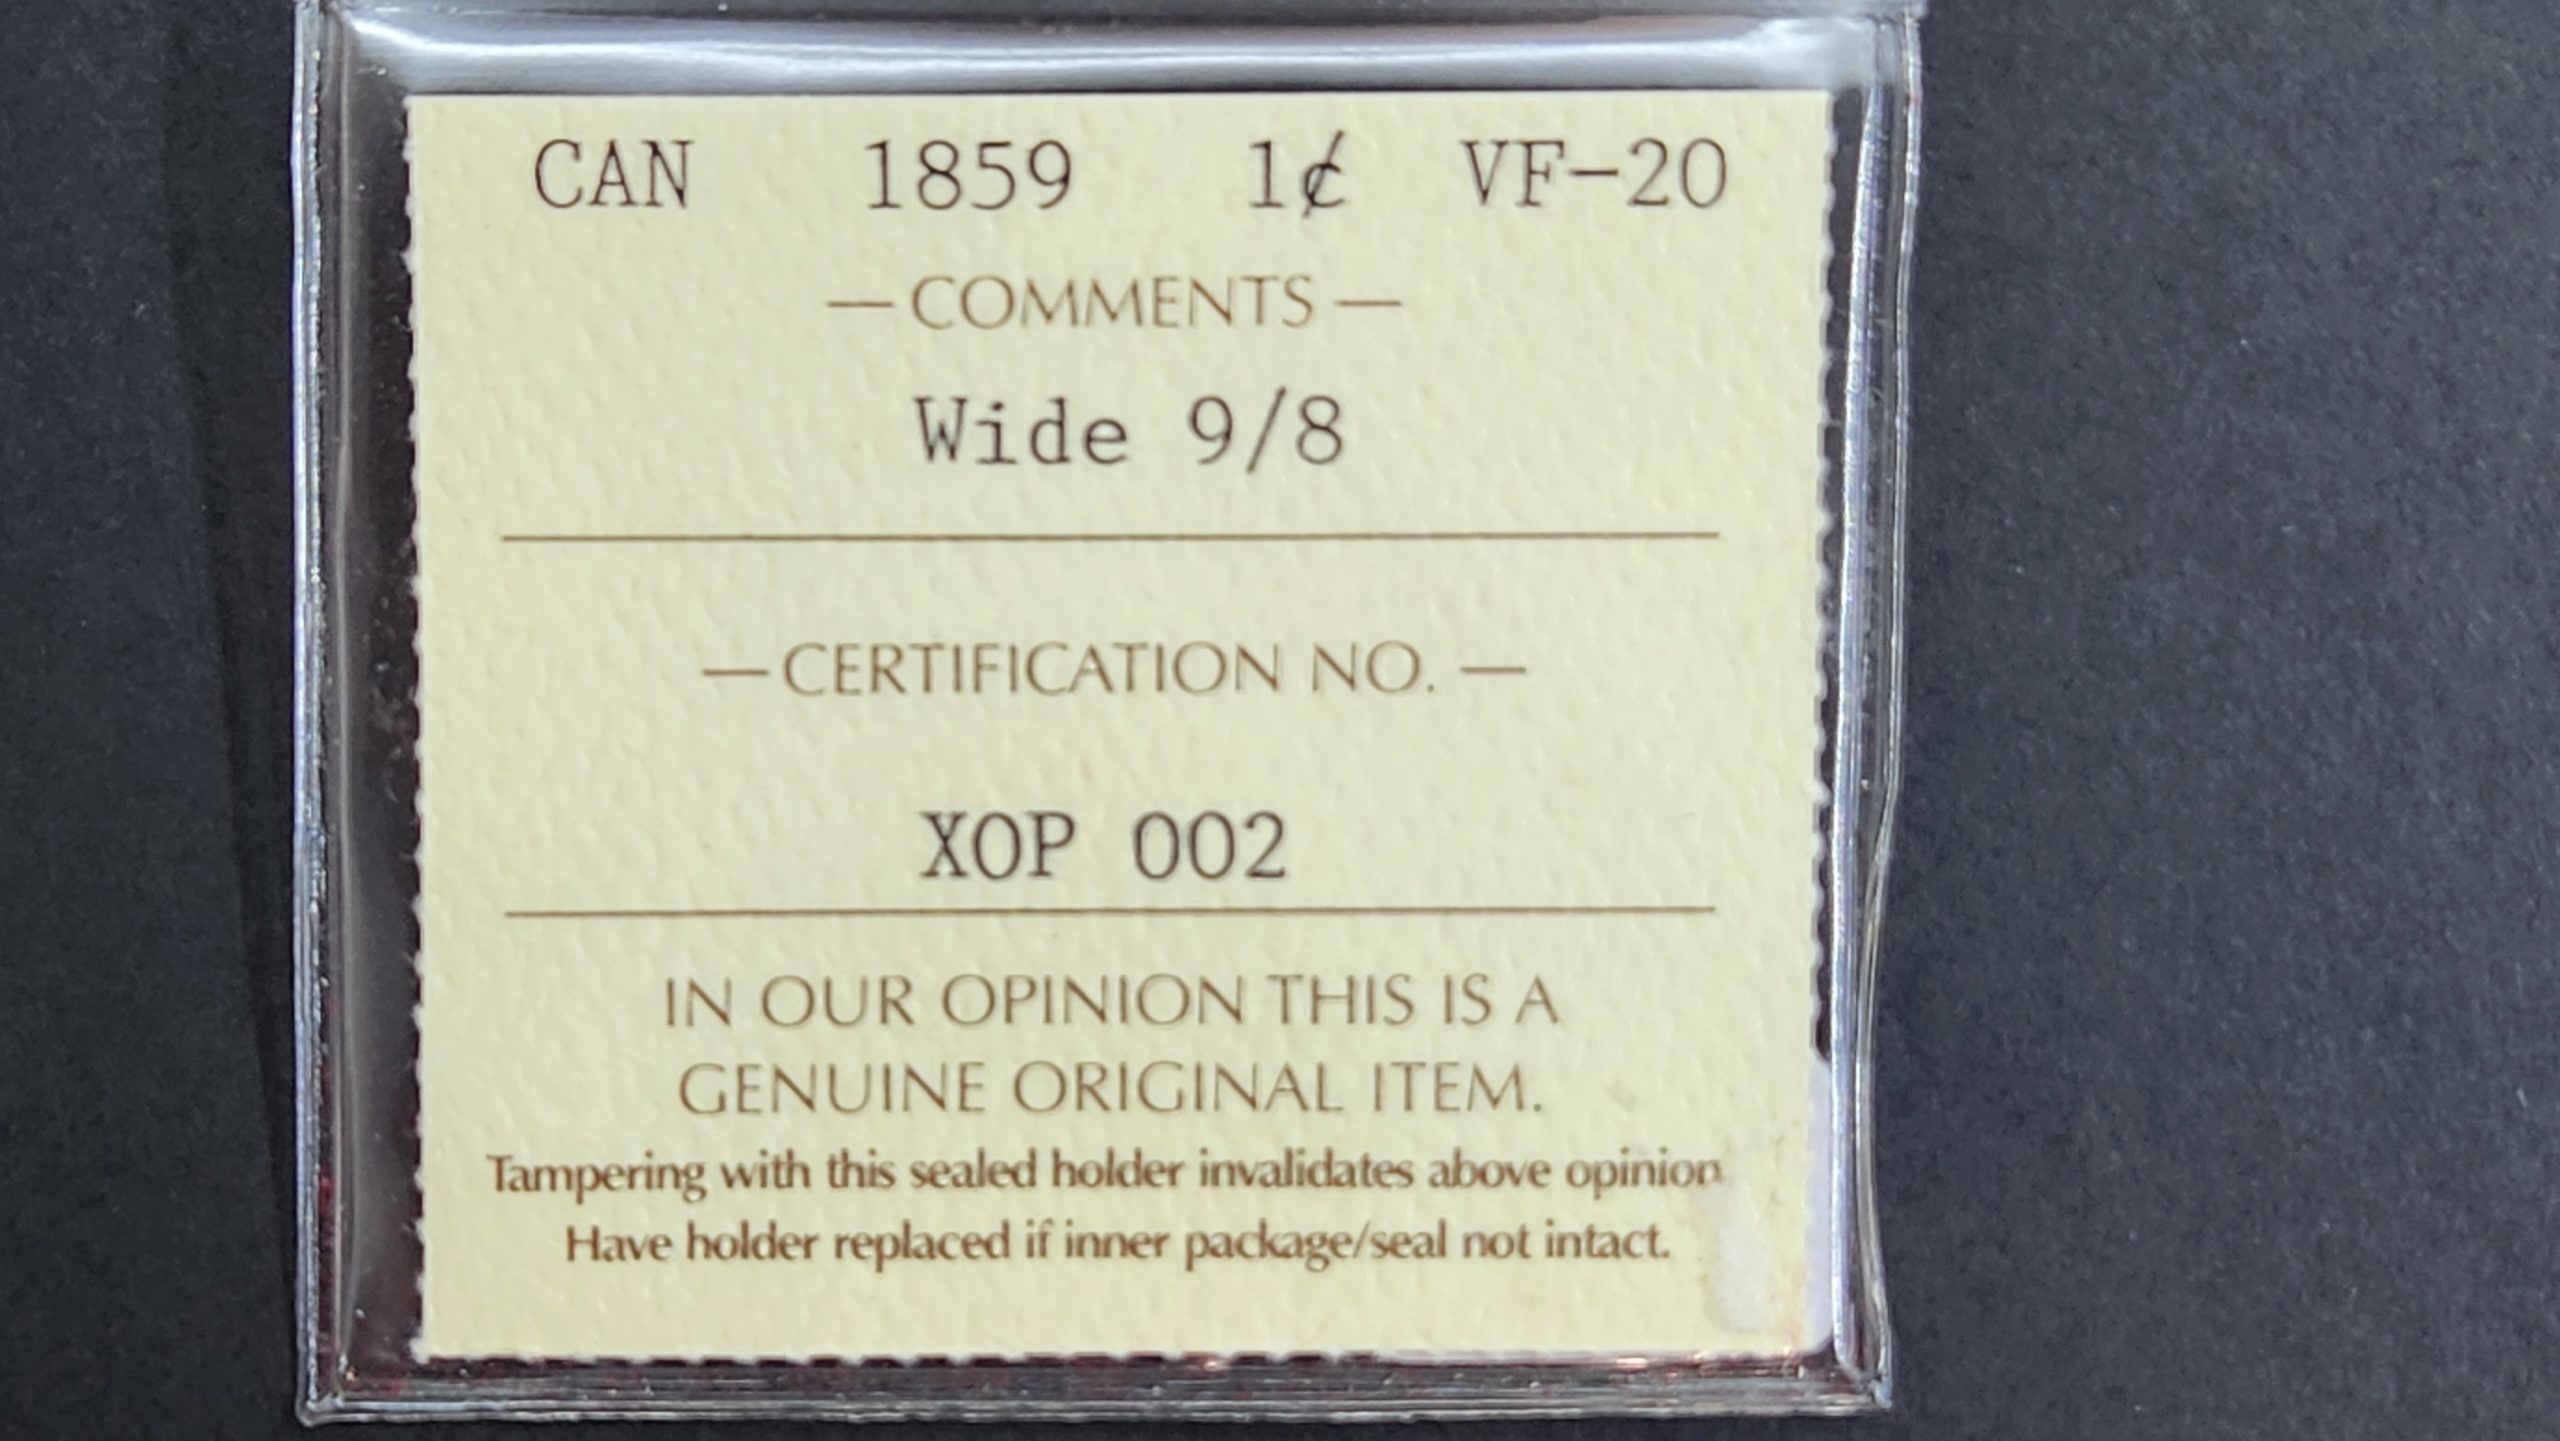 CAN 1859 1¢ VF-20
— COMMENTS —
Wide 9/8
— CERTIFICATION NO. —
XOP 002
IN OUR OPINION THIS IS A
GENUINE ORIGINAL ITEM.
Tampering with this sealed holder invalidates above opinion
Have holder replaced if inner package/seal not intact.